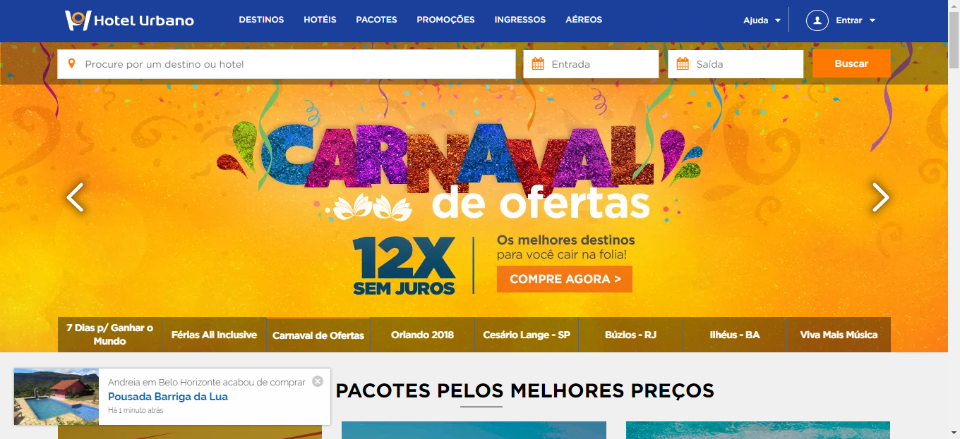 Hotel Urbano
DESTINOS HOTÉIS PACOTES PROMOÇÕES INGRESSOS AÉREOS
Ajuda Entrar
Procure por um destino ou hotel
Entrada
Saída
Buscar
CARNAVAL
de ofertas
12X
SEM JUROS
Os melhores destinos
para você cair na folia!
COMPRE AGORA >
7 Dias p/ Ganhar o
Mundo
Férias All Inclusive
Carnaval de Ofertas
Orlando 2018
Cesário Lange - SP
Búzios - RJ
Ilhéus - BA
Viva Mais Música
Andreia em Belo Horizonte acabou de comprar
Pousada Barriga da Lua
Há 1 minuto atrás
PACOTES PELOS MELHORES PREÇOS